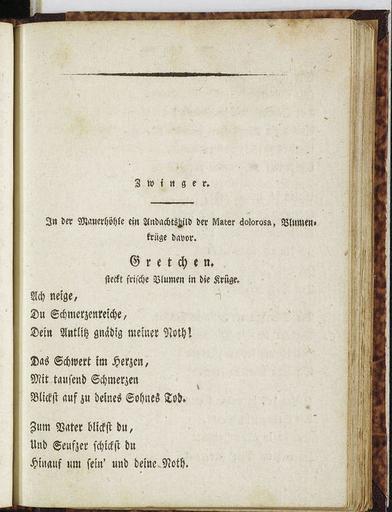 Zwinger.
In der Mauerhöhle ein Andachtsbild der Mater dolorosa, Blumen-
krüge davor.
Gretchen.
steckt frische Blumen in die Krüge.
Ach neige,
Du Schmerzenreiche,
Dein Antlitz gnädig meiner Noth!
Das Schwert im Herzen,
Mit tausend Schmerzen
Blickst auf zu deines Sohnes Tod.
Zum Vater blickst du,
Und Seufzer schickst du
Hinauf um sein' und deine Noth.